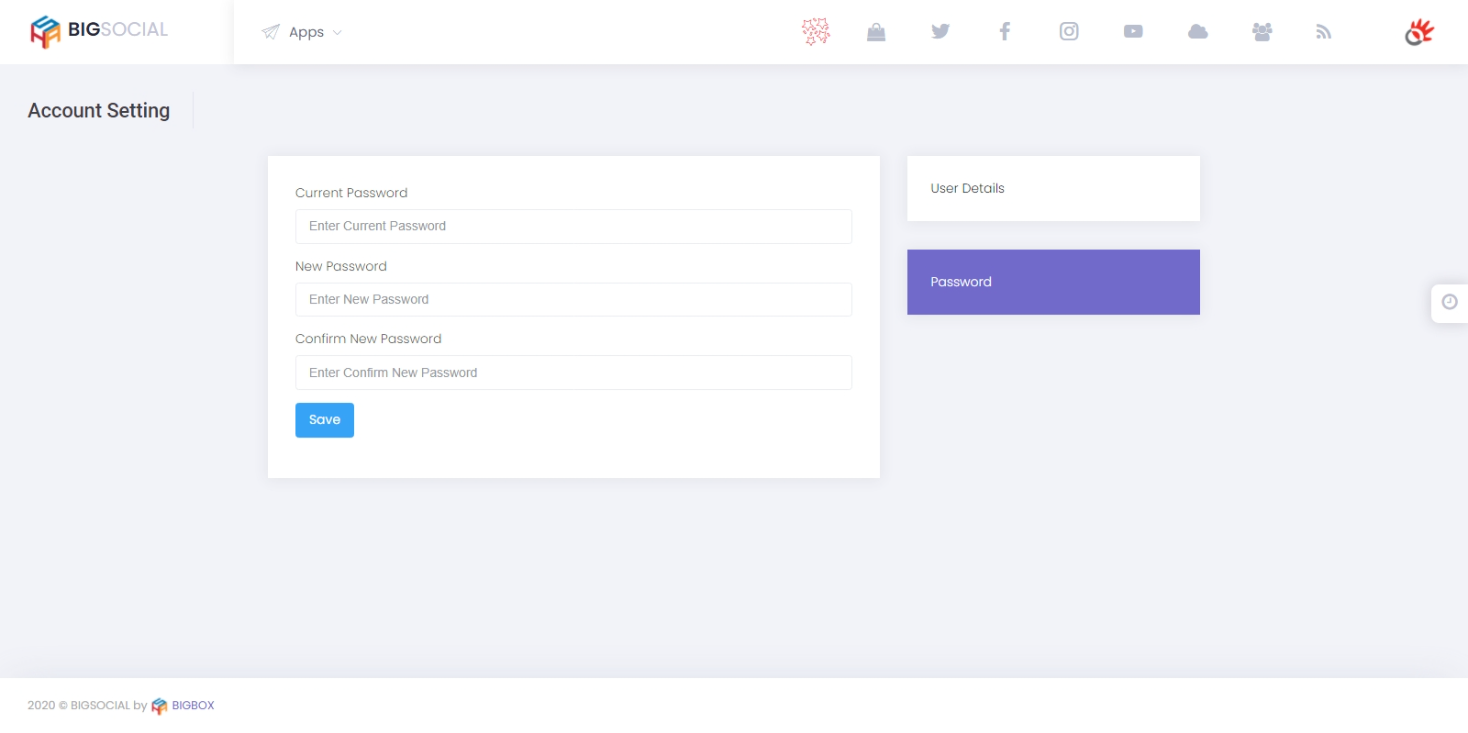 BIGSOCIAL
Apps
Account Setting
Current Password
Enter Current Password
New Password
Enter New Password
Confirm New Password
Enter Confirm New Password
Save
User Details
Password
2020 © BIGSOCIAL by BIGBOX